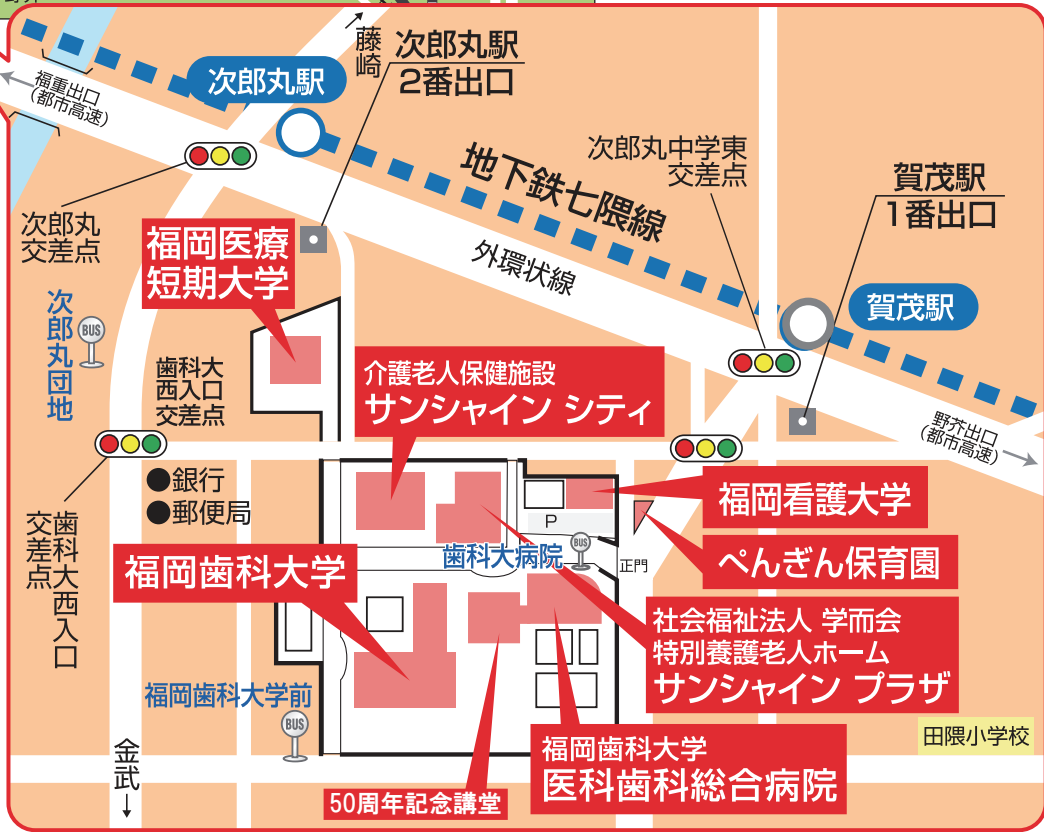 藤崎
次郎丸駅
2番出口
次郎丸駅
福重出口
(都市高速)
次郎丸中学東
交差点
地下鉄七隈線
賀茂駅
1番出口
次郎丸
交差点
福岡医療
短期大学
外環状線
次郎丸団地
BUS
賀茂駅
歯科大
西入口
交差点
介護老人保健施設
サンシャイン シティ
野芥出口
(都市高速)
銀行
郵便局
福岡看護大学
P
歯科大西入口
交差点
歯科大病院
BUS
正門
ぺんぎん保育園
福岡歯科大学
社会福祉法人 学而会
特別養護老人ホーム
サンシャイン プラザ
福岡歯科大学前
BUS
田隈小学校
金武
福岡歯科大学
医科歯科総合病院
50周年記念講堂